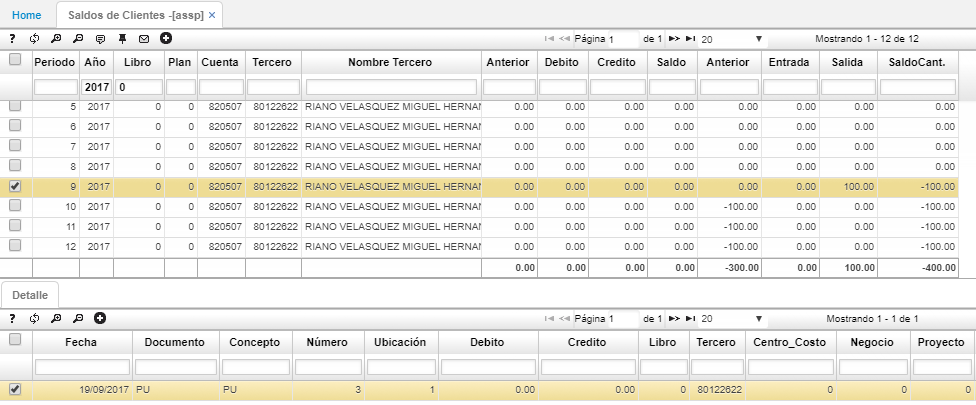 Home Saldos de Clientes -[assp] ×
? Página 1 de 1 20 Mostrando 1 - 12 de 12
Periodo Año Libro Plan Cuenta Tercero Nombre Tercero Anterior Debito Credito Saldo Anterior Entrada Salida SaldoCant.
2017 0
5 2017 0 0 820507 80122622 RIANO VELASQUEZ MIGUEL HERNAN 0.00 0.00 0.00 0.00 0.00 0.00 0.00 0.00
6 2017 0 0 820507 80122622 RIANO VELASQUEZ MIGUEL HERNAN 0.00 0.00 0.00 0.00 0.00 0.00 0.00 0.00
7 2017 0 0 820507 80122622 RIANO VELASQUEZ MIGUEL HERNAN 0.00 0.00 0.00 0.00 0.00 0.00 0.00 0.00
8 2017 0 0 820507 80122622 RIANO VELASQUEZ MIGUEL HERNAN 0.00 0.00 0.00 0.00 0.00 0.00 0.00 0.00
9 2017 0 0 820507 80122622 RIANO VELASQUEZ MIGUEL HERNAN 0.00 0.00 0.00 0.00 0.00 0.00 100.00 -100.00
10 2017 0 0 820507 80122622 RIANO VELASQUEZ MIGUEL HERNAN 0.00 0.00 0.00 0.00 -100.00 0.00 0.00 -100.00
11 2017 0 0 820507 80122622 RIANO VELASQUEZ MIGUEL HERNAN 0.00 0.00 0.00 0.00 -100.00 0.00 0.00 -100.00
12 2017 0 0 820507 80122622 RIANO VELASQUEZ MIGUEL HERNAN 0.00 0.00 0.00 0.00 -100.00 0.00 0.00 -100.00
0.00 0.00 0.00 0.00 -300.00 0.00 100.00 -400.00
Detalle
? Página 1 de 1 20 Mostrando 1 - 1 de 1
Fecha Documento Concepto Número Ubicación Debito Credito Libro Tercero Centro_Costo Negocio Proyecto
19/09/2017 PU PU 3 1 0.00 0.00 0 80122622 0 0 0